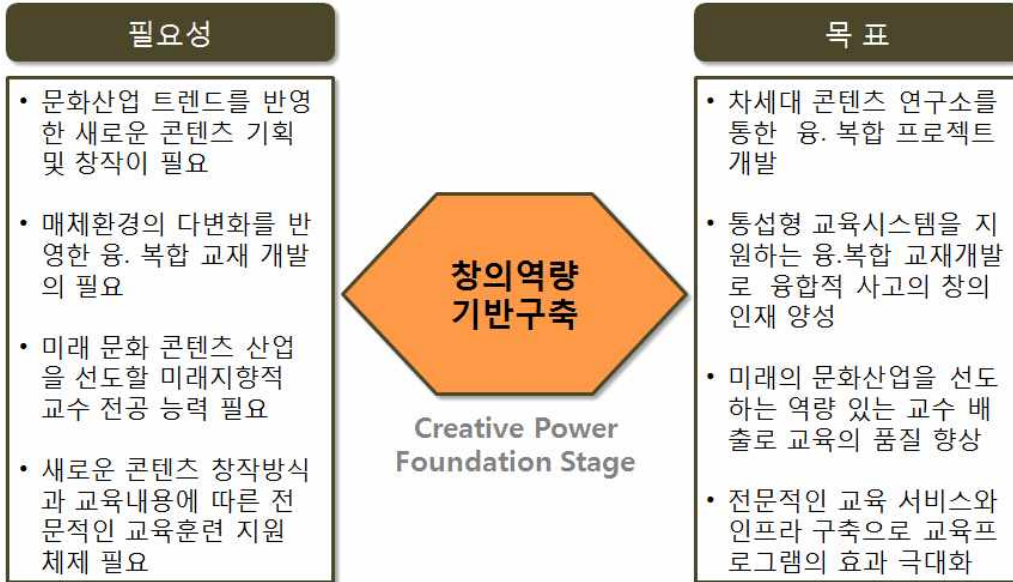 필요성
• 문화산업 트렌드를 반영
한 새로운 콘텐츠 기획
및 창작이 필요
• 매체환경의 다변화를 반
영한 융. 복합 교재 개발
의 필요
• 미래 문화 콘텐츠 산업
을 선도할 미래지향적
교수 전공 능력 필요
• 새로운 콘텐츠 창작방식
과 교육내용에 따른 전
문적인 교육훈련 지원
체제 필요
창의역량
기반구축
Creative Power
Foundation Stage
목 표
• 차세대 콘텐츠 연구소를
통한 융. 복합 프로젝트
개발
• 통섭형 교육시스템을 지
원하는 융.복합 교재개발
로 융합적 사고의 창의
인재 양성
• 미래의 문화산업을 선도
하는 역량 있는 교수 배
출로 교육의 품질 향상
• 전문적인 교육 서비스와
인프라 구축으로 교육프
로그램의 효과 극대화